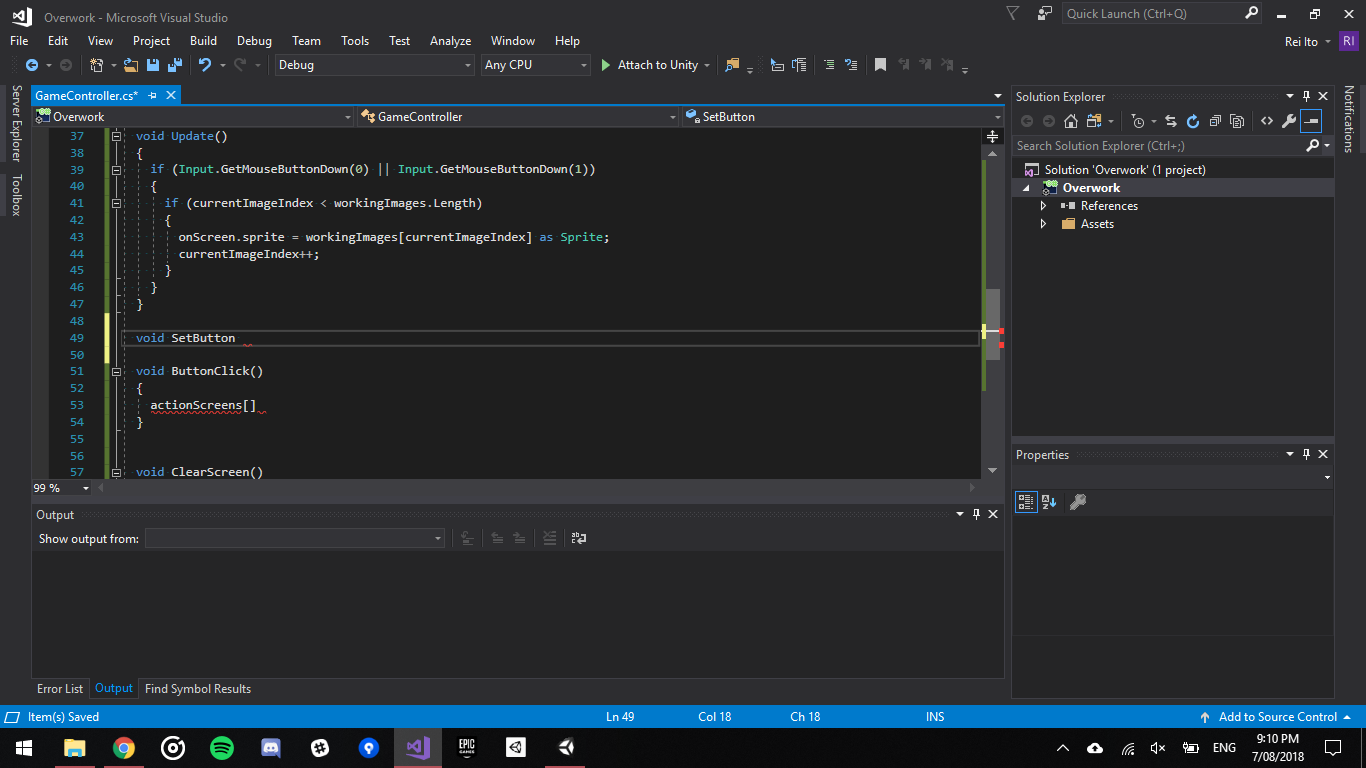 Overwork - Microsoft Visual Studio
Quick Launch (Ctrl+Q)
File Edit View Project Build Debug Team Tools Test Analyze Window Help
Rei Ito RI
Debug Any CPU Attach to Unity
Server Explorer
Toolbox
GameController.cs*
Overwork GameController SetButton
37 void Update()
38 {
39 if (Input.GetMouseButtonDown(0) || Input.GetMouseButtonDown(1))
40 {
41 if (currentImageIndex < workingImages.Length)
42 {
43 onScreen.sprite = workingImages[currentImageIndex] as Sprite;
44 currentImageIndex++;
45 }
46 }
47 }
48
49 void SetButton
50
51 void ButtonClick()
52 {
53 actionScreens[]
54 }
55
56
57 void ClearScreen()
99 %
Output
Show output from:
Error List Output Find Symbol Results
Solution Explorer
Search Solution Explorer (Ctrl+;)
Solution 'Overwork' (1 project)
Overwork
References
Assets
Properties
Notifications
Item(s) Saved Ln 49 Col 18 Ch 18 INS Add to Source Control
EPIC
GAMES
ENG
9:10 PM
7/08/2018